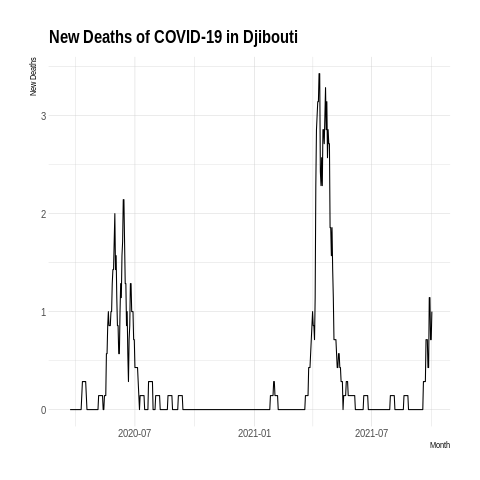 New Deaths of COVID-19 in Djibouti
New Deaths
3
2
1
0
2020-07
2021-01
2021-07
Month